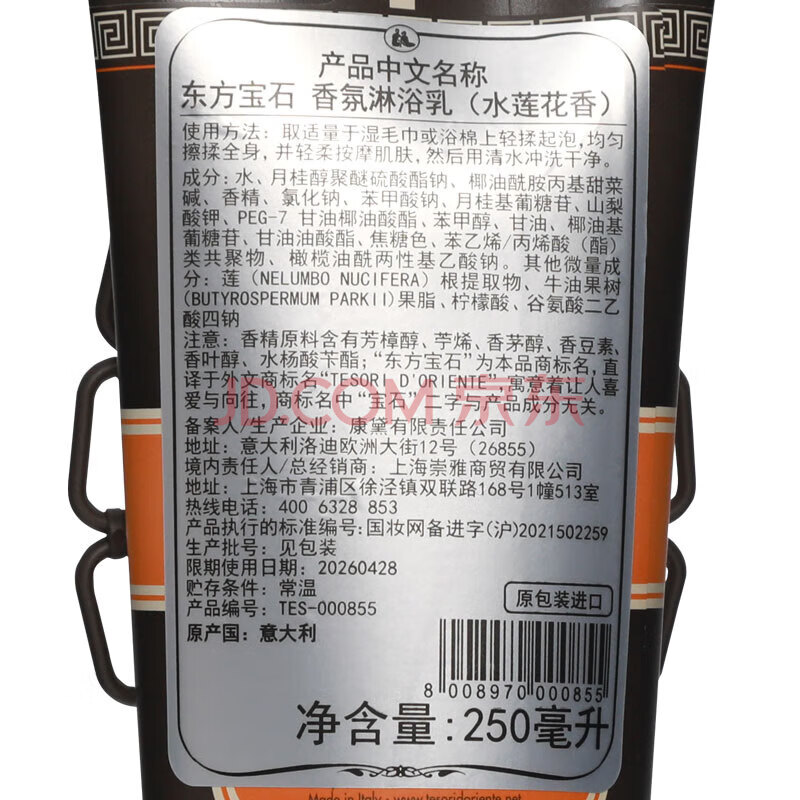 产品中文名称
东方宝石 香氛淋浴乳（水莲花香）
使用方法：取适量于湿毛巾或浴棉上轻揉起泡，均匀
擦揉全身，并轻柔按摩肌肤，然后用清水冲洗干净。
成分：水、月桂醇聚醚硫酸酯钠、椰油酰胺丙基甜菜
碱、香精、氯化钠、苯甲酸钠、月桂基葡糖苷、山梨
酸钾、PEG-7 甘油椰油酸酯、苯甲醇、甘油、椰油基
葡糖苷、甘油油酸酯、焦糖色、苯乙烯/丙烯酸（酯）
类共聚物、橄榄油酰两性基乙酸钠。其他微量成
分：莲（NELUMBO NUCIFERA）根提取物、牛油果树
(BUTYROSPERMUM PARKII)果脂、柠檬酸、谷氨酸二乙
酸四钠
注意：香精原料含有芳樟醇、苧烯、香茅醇、香豆素、
香叶醇、水杨酸苄酯；“东方宝石”为本品商标名，直
译于外文商标名“TESORI D'ORIENTE”，寓意着让人喜
爱与向往，商标名中“宝石”二字与产品成分无关。
JD.COM 京东
备案人/生产企业：康黛有限责任公司
地址：意大利洛迪欧洲大街12号（26855）
境内责任人/总经销商：上海崇雅商贸有限公司
地址：上海市青浦区徐泾镇双联路168号1幢513室
热线电话：400 6328 853
产品执行的标准编号：国妆网备进字(沪)2021502259
生产批号：见包装
限期使用日期：20260428
贮存条件：常温
产品编号：TES-000855
原包装进口
原产国：意大利
8 008970 000855
净含量：250毫升
Made in Italy - www.tesoridoriente.net